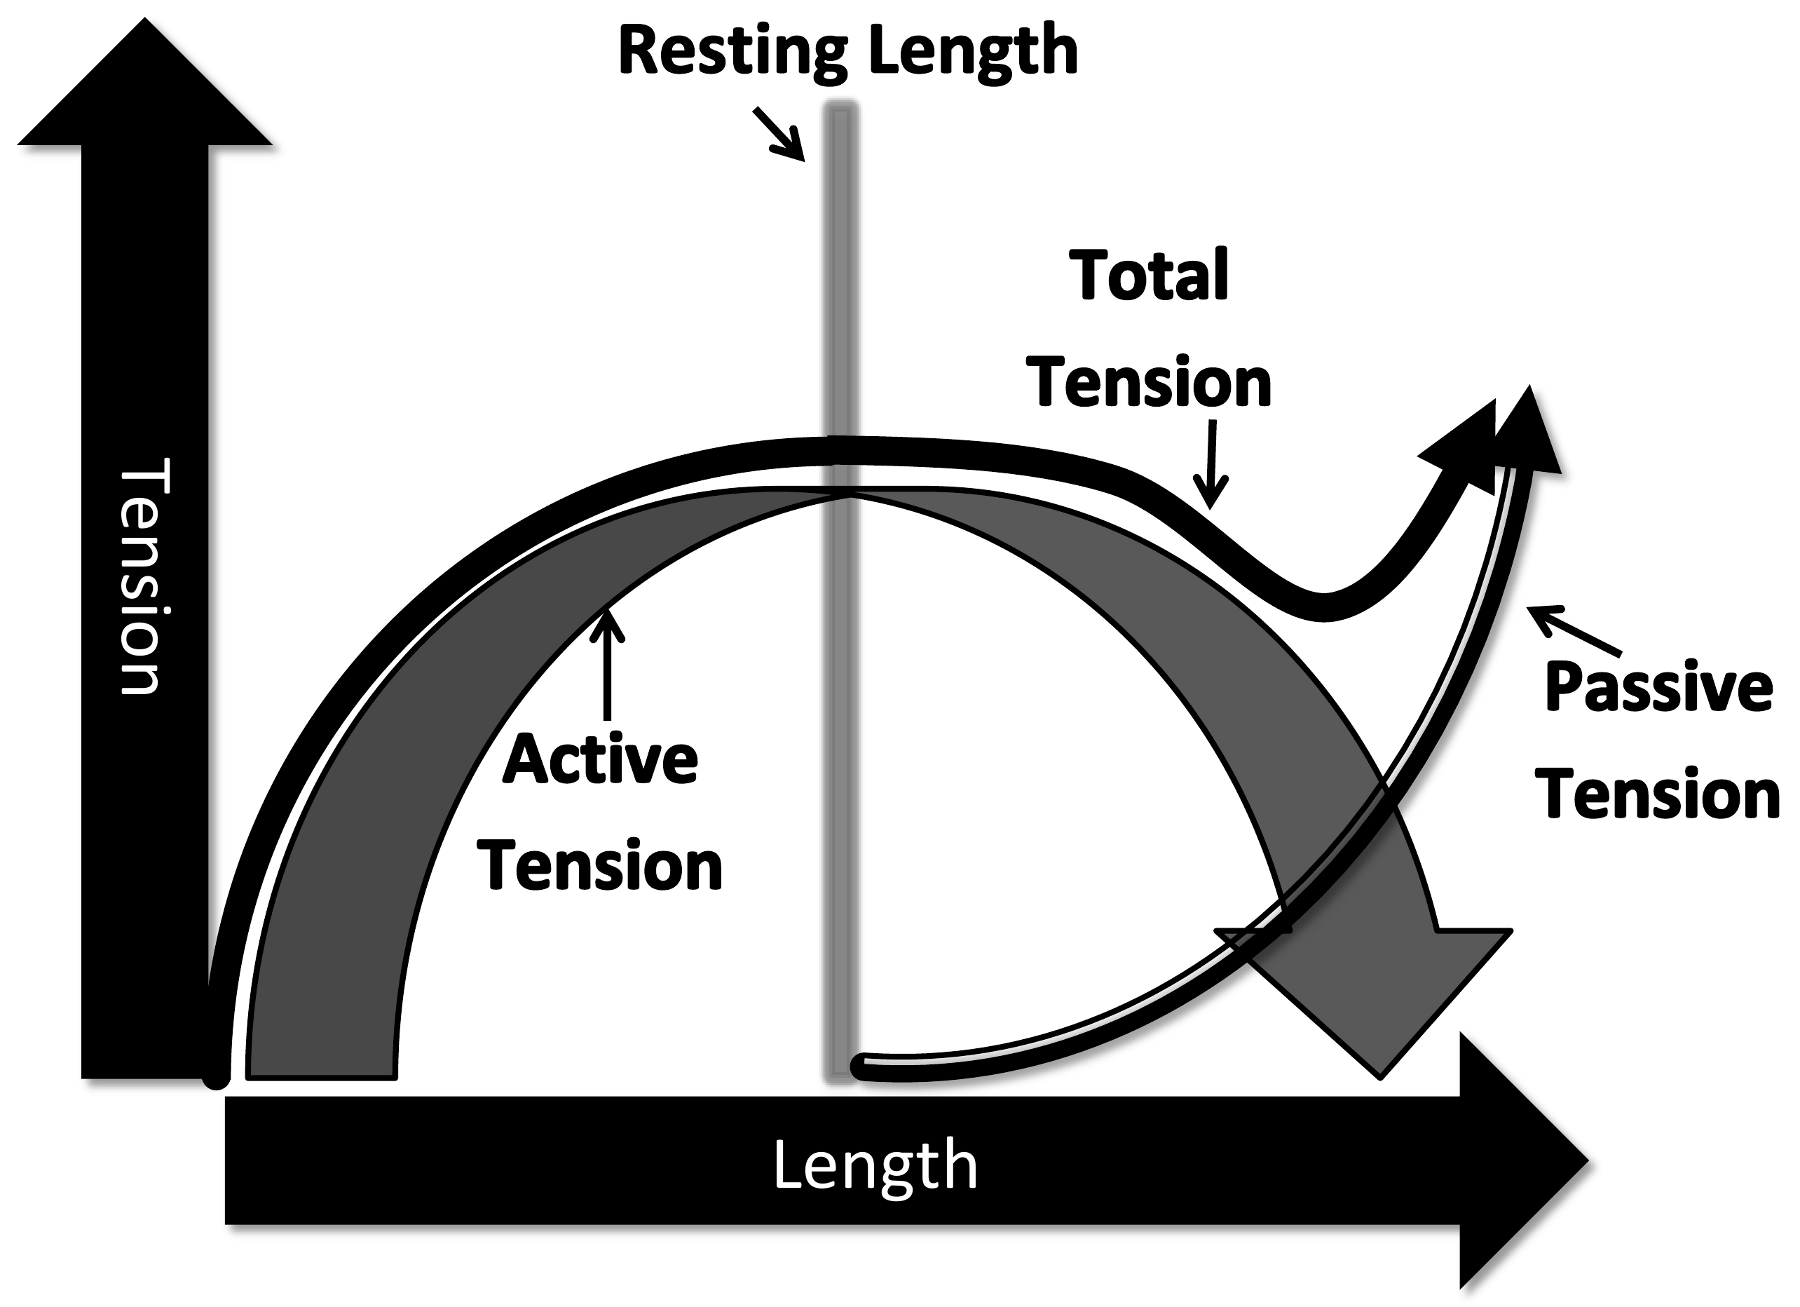 Resting Length
Total
Tension
Tension
Active
Tension
Passive
Tension
Length